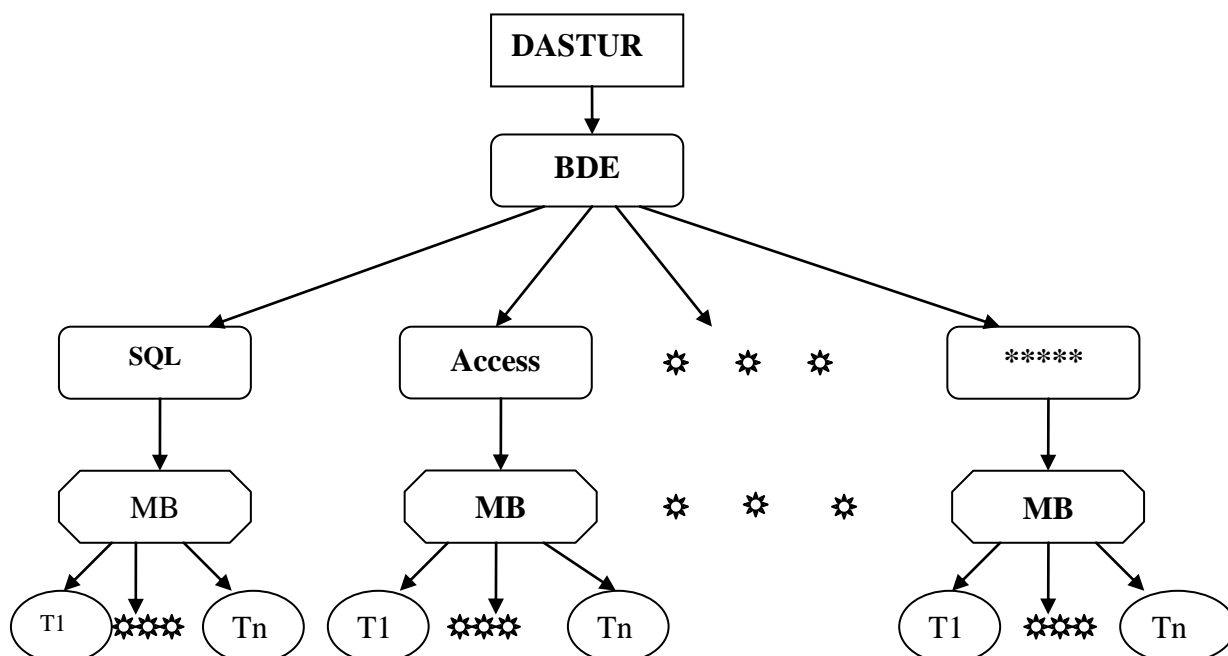 DASTUR
BDE
SQL
Access
*****
MB
MB
MB
T1
Tn
T1
Tn
T1
Tn